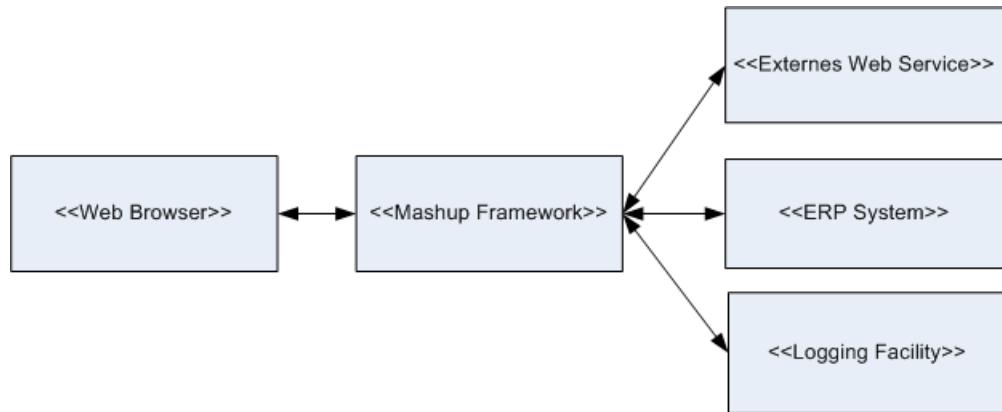 <<Externes Web Service>>
<<Web Browser>>
<<Mashup Framework>>
<<ERP System>>
<<Logging Facility>>